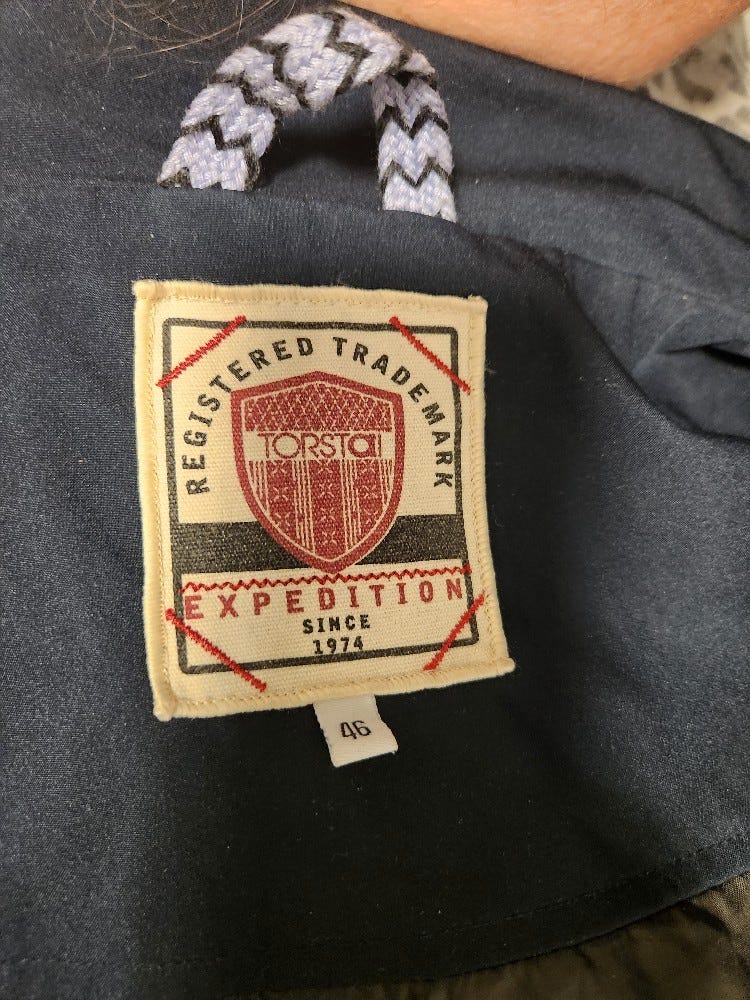 REGISTERED TRADEMARK
TORSTai
EXPEDITION
SINCE
1974
46